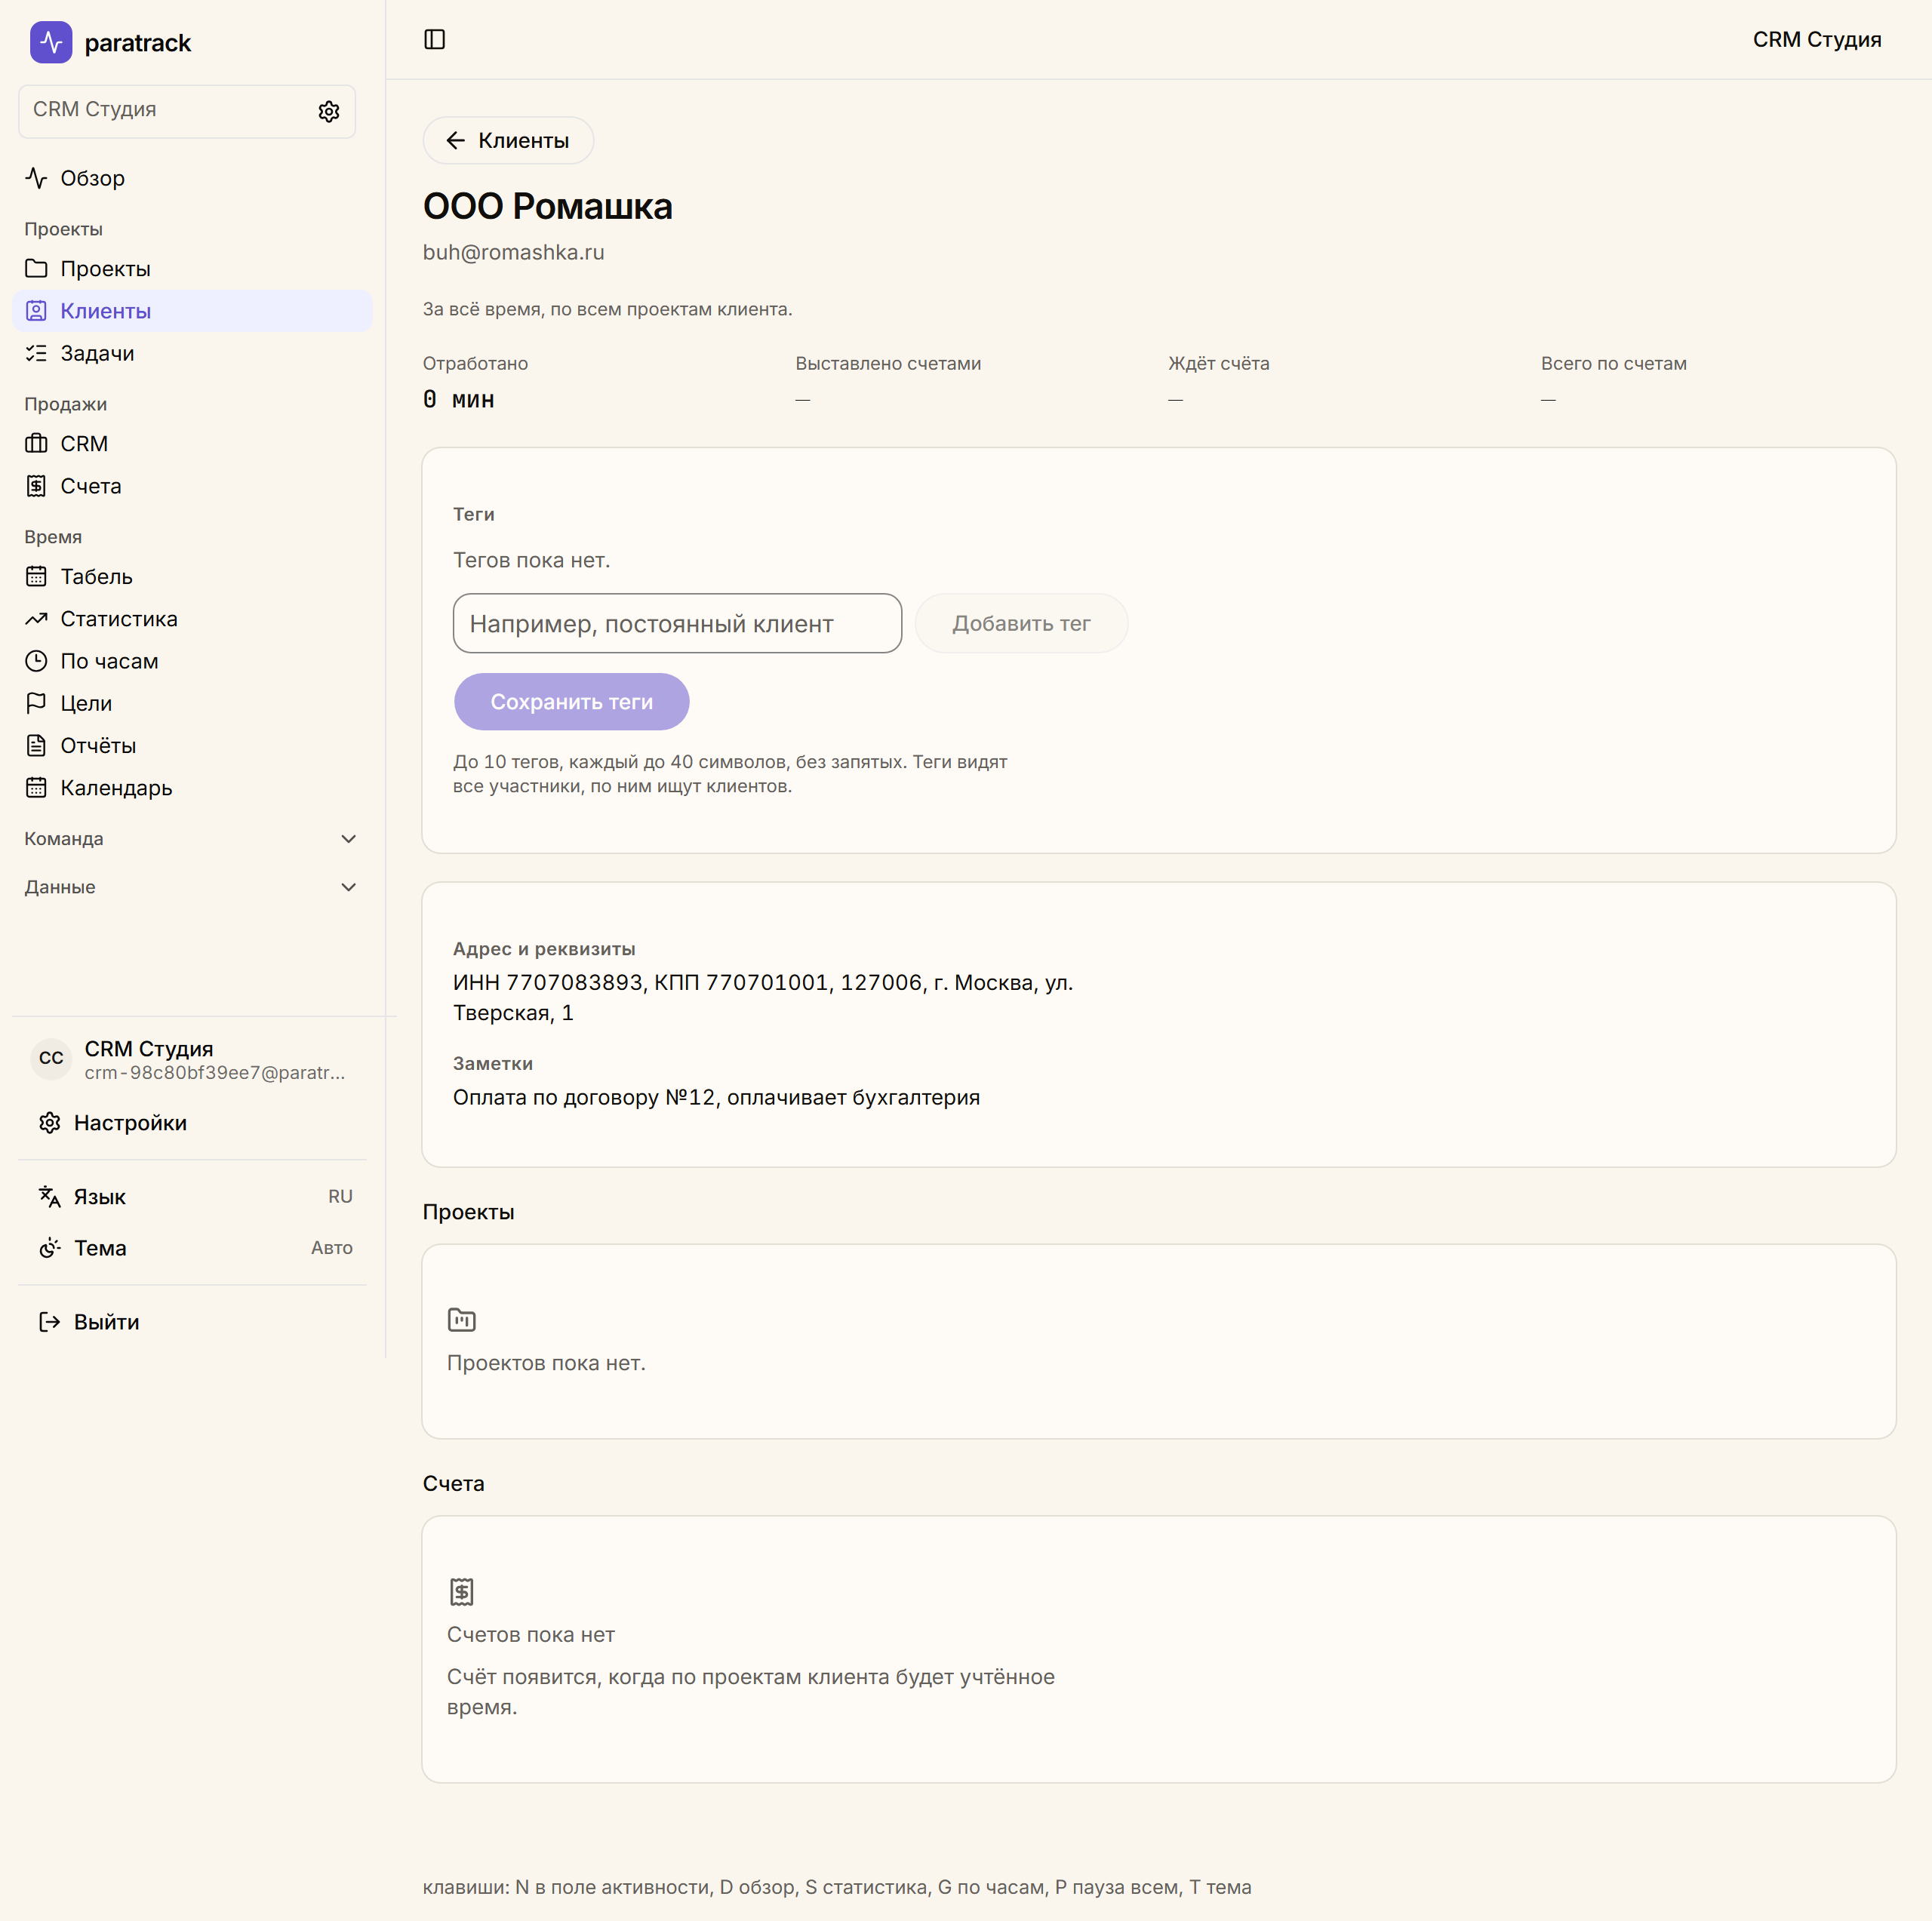 paratrack
CRM Студия
Обзор
Проекты
Проекты
Клиенты
Задачи
Продажи
CRM
Счета
Время
Табель
Статистика
По часам
Цели
Отчёты
Календарь
Команда
Данные
CC
CRM Студия
crm-98c80bf39ee7@paratr...
Настройки
Язык RU
Тема Авто
Выйти
CRM Студия
Клиенты
ООО Ромашка
buh@romashka.ru
За всё время, по всем проектам клиента.
Отработано Выставлено счетами Ждёт счёта Всего по счетам
0 мин — — —
Теги
Тегов пока нет.
Например, постоянный клиент Добавить тег
Сохранить теги
До 10 тегов, каждый до 40 символов, без запятых. Теги видят
все участники, по ним ищут клиентов.
Адрес и реквизиты
ИНН 7707083893, КПП 770701001, 127006, г. Москва, ул.
Тверская, 1
Заметки
Оплата по договору №12, оплачивает бухгалтерия
Проекты
Проектов пока нет.
Счета
Счетов пока нет
Счёт появится, когда по проектам клиента будет учтённое
время.
клавиши: N в поле активности, D обзор, S статистика, G по часам, P пауза всем, T тема